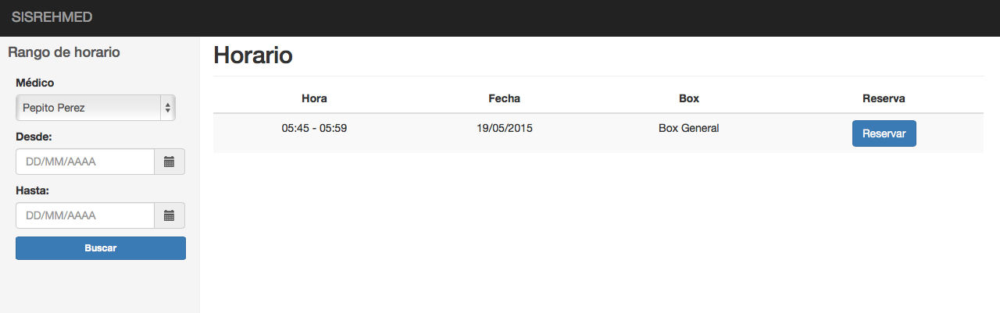 SISREHMED
Rango de horario
Médico
Pepito Perez
Desde:
DD/MM/AAAA
Hasta:
DD/MM/AAAA
Buscar
Horario
Hora Fecha Box Reserva
05:45 - 05:59 19/05/2015 Box General Reservar